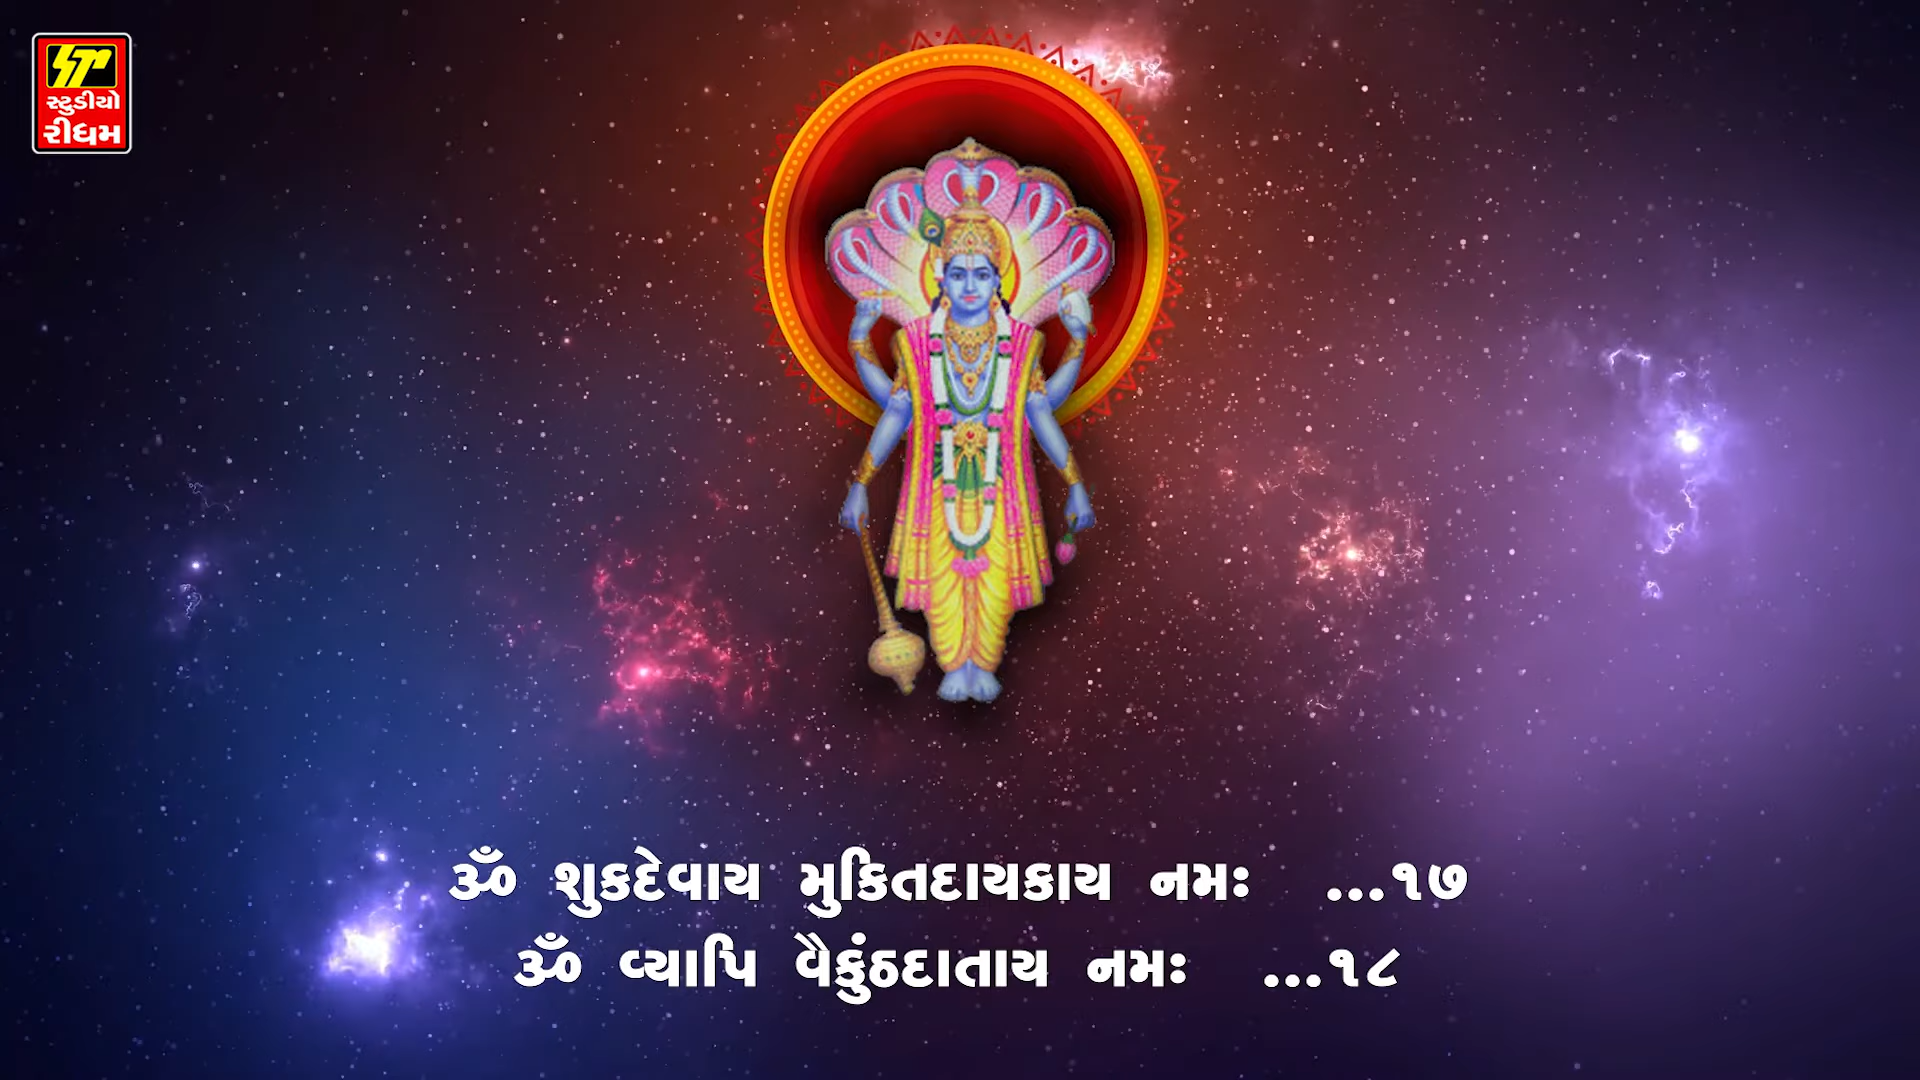 સ્ટુડીયો
રીધમ
ૐ શુકદેવાય મુકિતદાયકાય નમઃ ...૧૭
ૐ વ્યાપિ વૈકુંઠદાતાય નમઃ ...૧૮